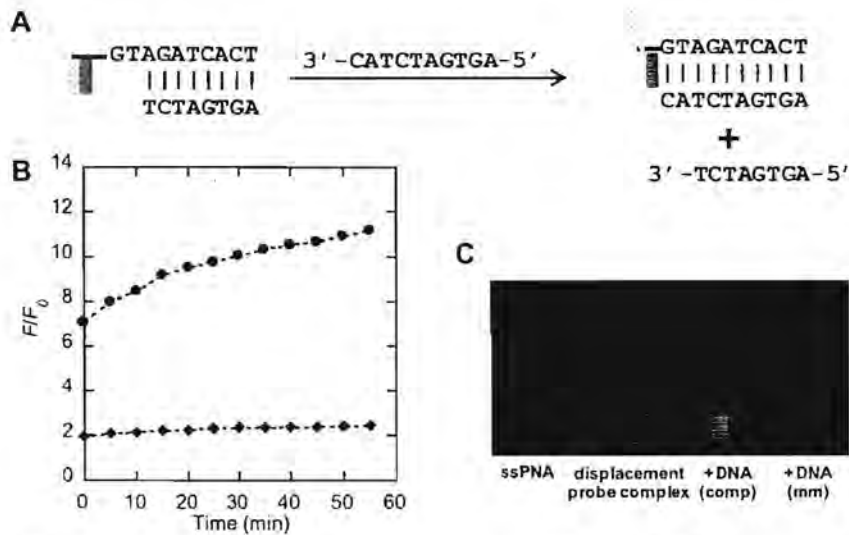 A
GTAGATCACT
TCTAGTGA
3′-CATCTAGTGA-5′
GTAGATCACT
CATCTAGTGA
+
3′-TCTAGTGA-5′
B
14
12
10
8
6
4
2
0
F/F0
0 10 20 30 40 50 60
Time (min)
C
ssPNA
displacement
probe complex
+DNA
(comp)
+DNA
(mm)